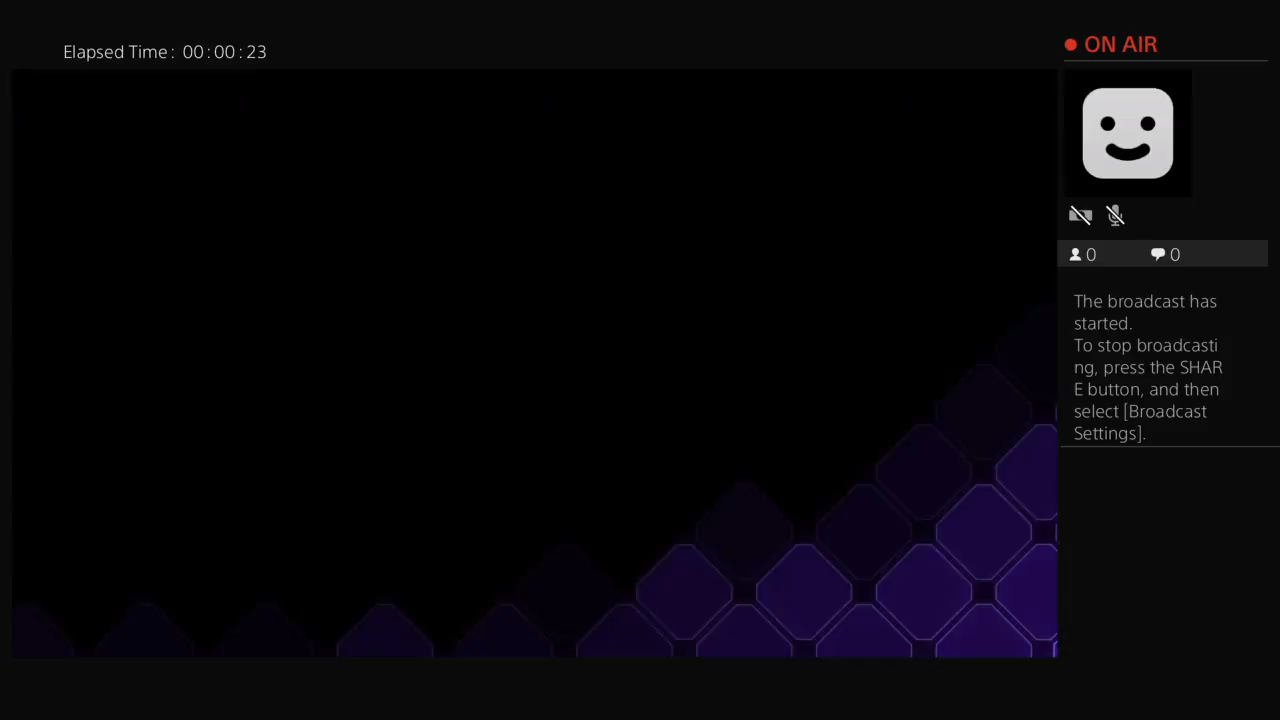 Elapsed Time: 00:00:23
ON AIR
0 0
The broadcast has
started.
To stop broadcasti
ng, press the SHAR
E button, and then
select [Broadcast
Settings].